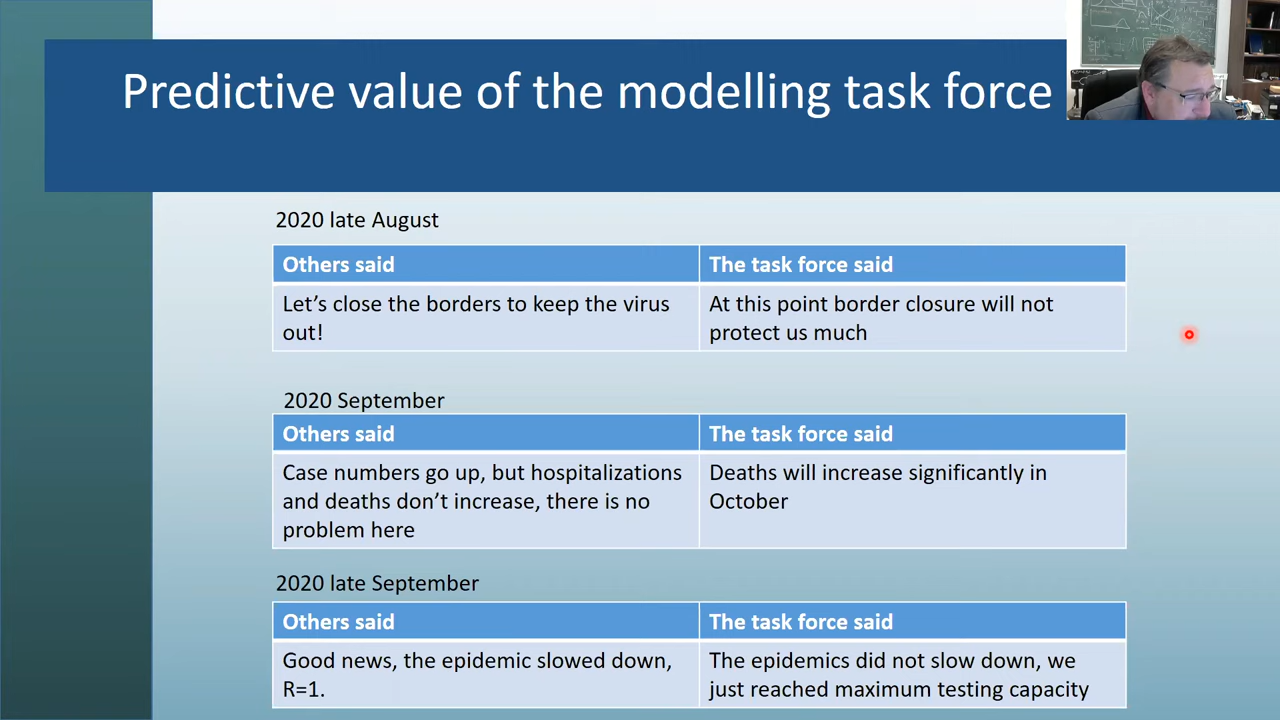 Predictive value of the modelling task force
2020 late August
Others said
The task force said
Let's close the borders to keep the virus
out!
At this point border closure will not
protect us much
2020 September
Others said
The task force said
Case numbers go up, but hospitalizations
and deaths don't increase, there is no
problem here
Deaths will increase significantly in
October
2020 late September
Others said
The task force said
Good news, the epidemic slowed down,
R=1.
The epidemics did not slow down, we
just reached maximum testing capacity